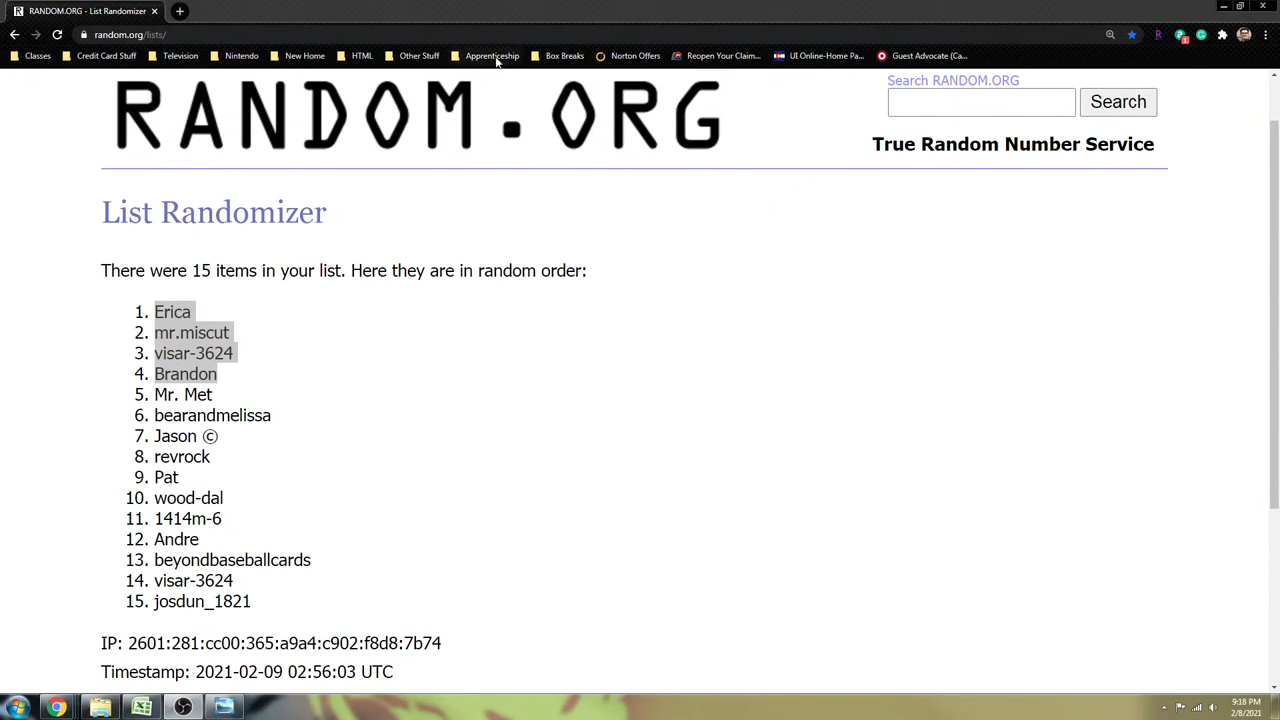 RANDOM.ORG - List Randomizer
random.org/lists/
Classes Credit Card Stuff Television Nintendo New Home HTML Other Stuff Apprenticeship Box Breaks Norton Offers Reopen Your Claim... UI Online-Home Pa... Guest Advocate (Ca...
RANDOM.ORG
Search RANDOM.ORG
Search
True Random Number Service
List Randomizer
There were 15 items in your list. Here they are in random order:
1. Erica
2. mr.miscut
3. visar-3624
4. Brandon
5. Mr. Met
6. bearandmelissa
7. Jason ©
8. revrock
9. Pat
10. wood-dal
11. 1414m-6
12. Andre
13. beyondbaseballcards
14. visar-3624
15. josdun_1821
IP: 2601:281:cc00:365:a9a4:c902:f8d8:7b74
Timestamp: 2021-02-09 02:56:03 UTC
9:18 PM
2/8/2021